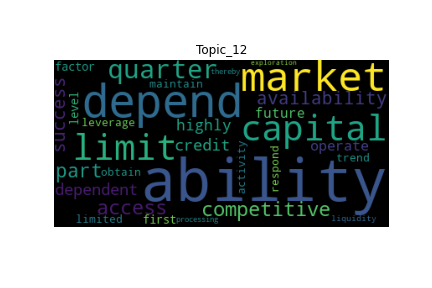 Topic_12
factor
quarter
thereby
exploration
market
maintain
success
level
depend
availability
leverage
highly
future
capital
limit
credit
operate
part
obtain
activity
respond
trend
dependent
ability
access
competitive
limited
first
processing
liquidity